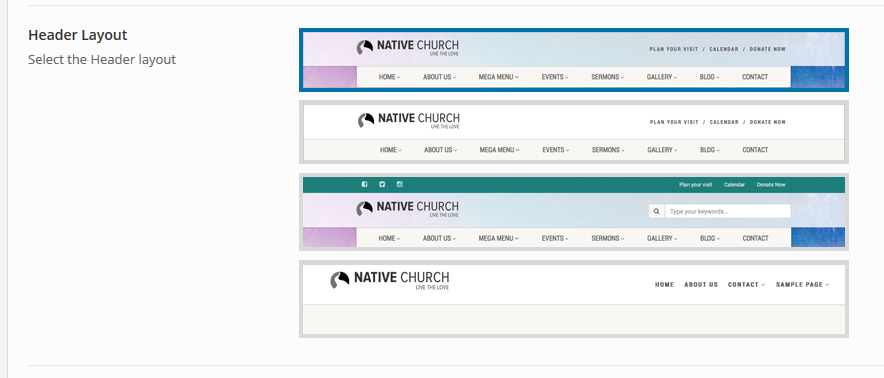 Header Layout
Select the Header layout
NATIVE CHURCH
LIVE THE LOVE
PLAN YOUR VISIT / CALENDAR / DONATE NOW
HOME ABOUT US MEGA MENU EVENTS SERMONS GALLERY BLOG CONTACT
NATIVE CHURCH
LIVE THE LOVE
PLAN YOUR VISIT / CALENDAR / DONATE NOW
HOME ABOUT US MEGA MENU EVENTS SERMONS GALLERY BLOG CONTACT
Plan your visit Calendar Donate Now
NATIVE CHURCH
LIVE THE LOVE
Type your keywords...
HOME ABOUT US MEGA MENU EVENTS SERMONS GALLERY BLOG CONTACT
NATIVE CHURCH
LIVE THE LOVE
HOME ABOUT US CONTACT SAMPLE PAGE